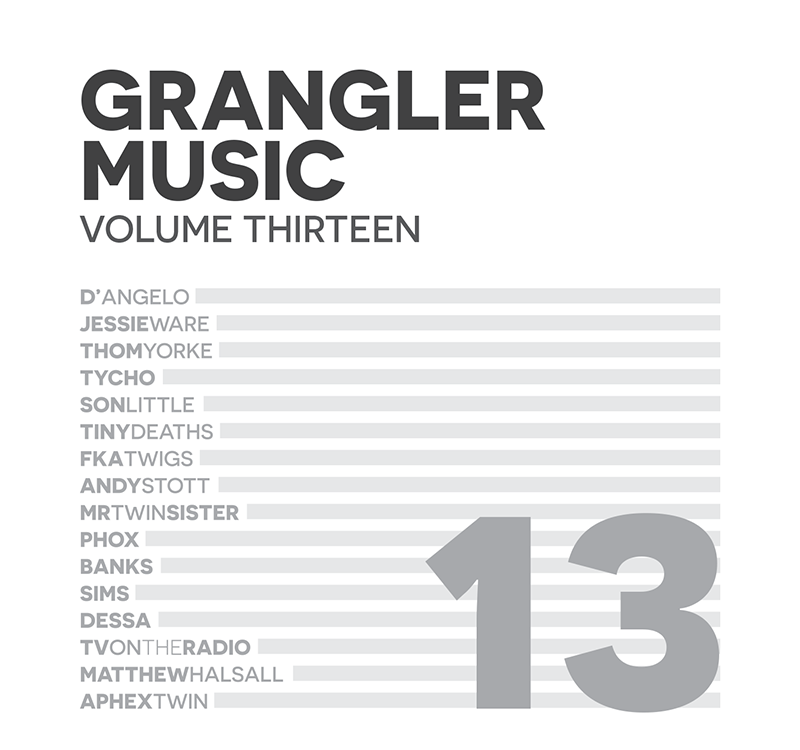 GRANGLER
MUSIC
VOLUME THIRTEEN
D'ANGELO
JESSIEWARE
THOMYORKE
TYCHO
SONLITTLE
TINYDEATHS
FKATWIGS
ANDYSTOTT
MRTWINSISTER
PHOX
BANKS
SIMS
DESSA
TVONTHERADIO
MATTHEWHALSALL
APHEXTWIN
13